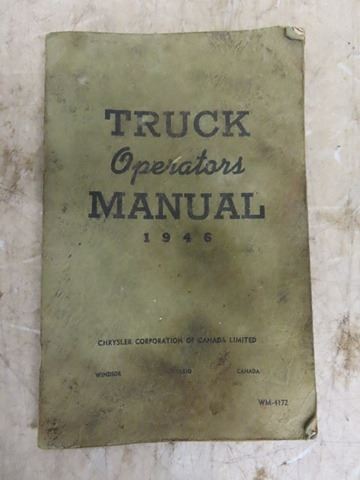 TRUCK
Operators
MANUAL
1946
CHRYSLER CORPORATION OF CANADA LIMITED
WINDSOR CANADA
WM-4172